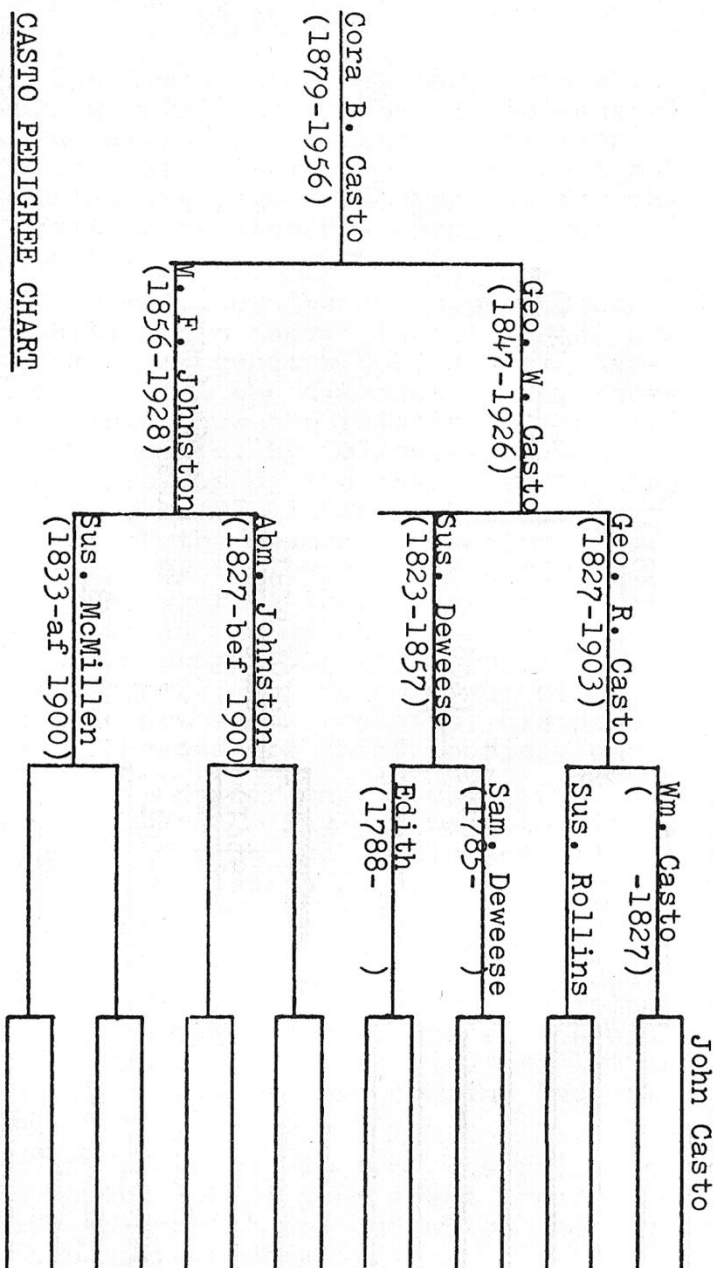 John Casto
Wm. Casto
( -1827)
Geo. R. Casto
(1827-1903)
Sus. Rollins
Geo. W. Casto
(1847-1926)
Sam. Deweese
(1785- )
Sus. Deweese
(1823-1857)
Edith
(1788- )
Cora B. Casto
(1879-1956)
Abm. Johnston
(1827-bef 1900)
M. F. Johnston
(1856-1928)
Sus. McMillen
(1833-af 1900)
CASTO PEDIGREE CHART